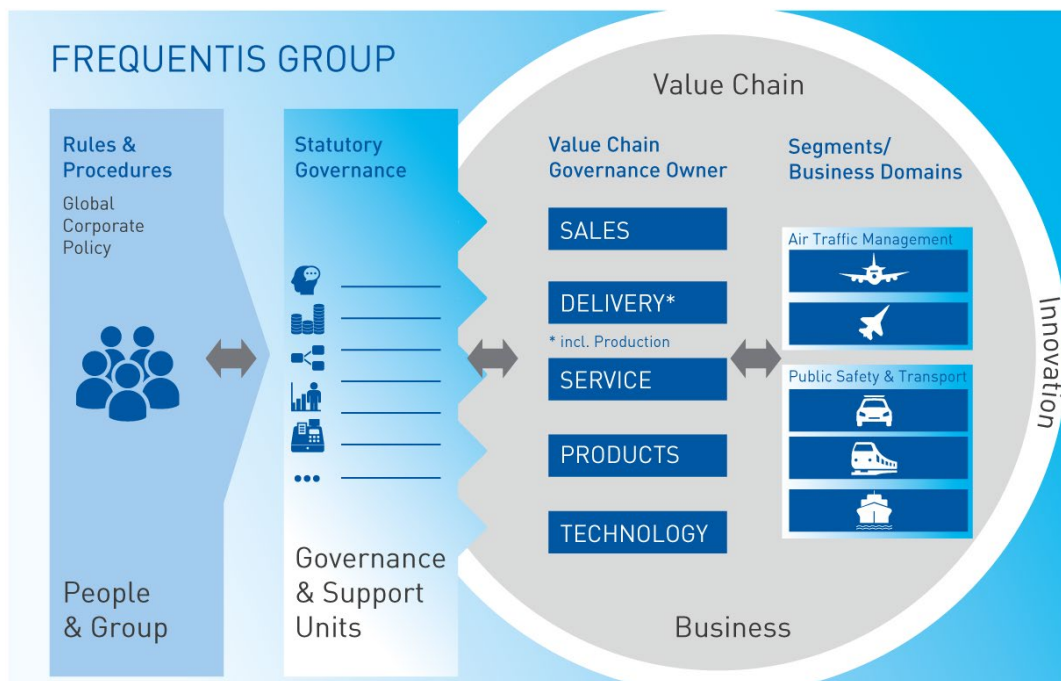 FREQUENTIS GROUP
Rules &
Procedures
Global
Corporate
Policy
People
& Group
Statutory
Governance
Governance
& Support
Units
Value Chain
Value Chain
Governance Owner
SALES
DELIVERY*
* incl. Production
SERVICE
PRODUCTS
TECHNOLOGY
Segments/
Business Domains
Air Traffic Management
Public Safety & Transport
Business
Innovation